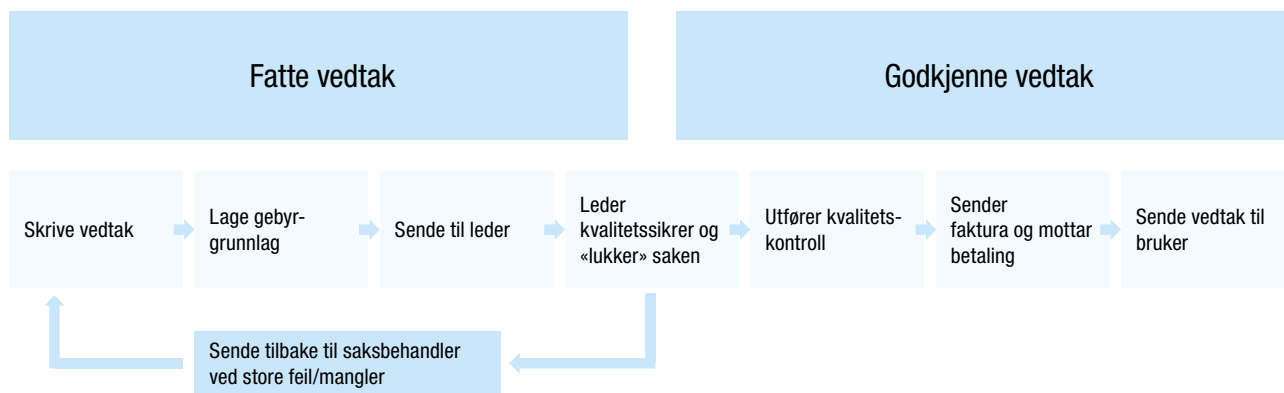 Fatte vedtak
Godkjenne vedtak
Skrive vedtak
Lage gebyr-
grunnlag
Sende til leder
Leder
kvalitetssikrer og
«lukker» saken
Utfører kvalitets-
kontroll
Sender
faktura og mottar
betaling
Sende vedtak til
bruker
Sende tilbake til saksbehandler
ved store feil/mangler